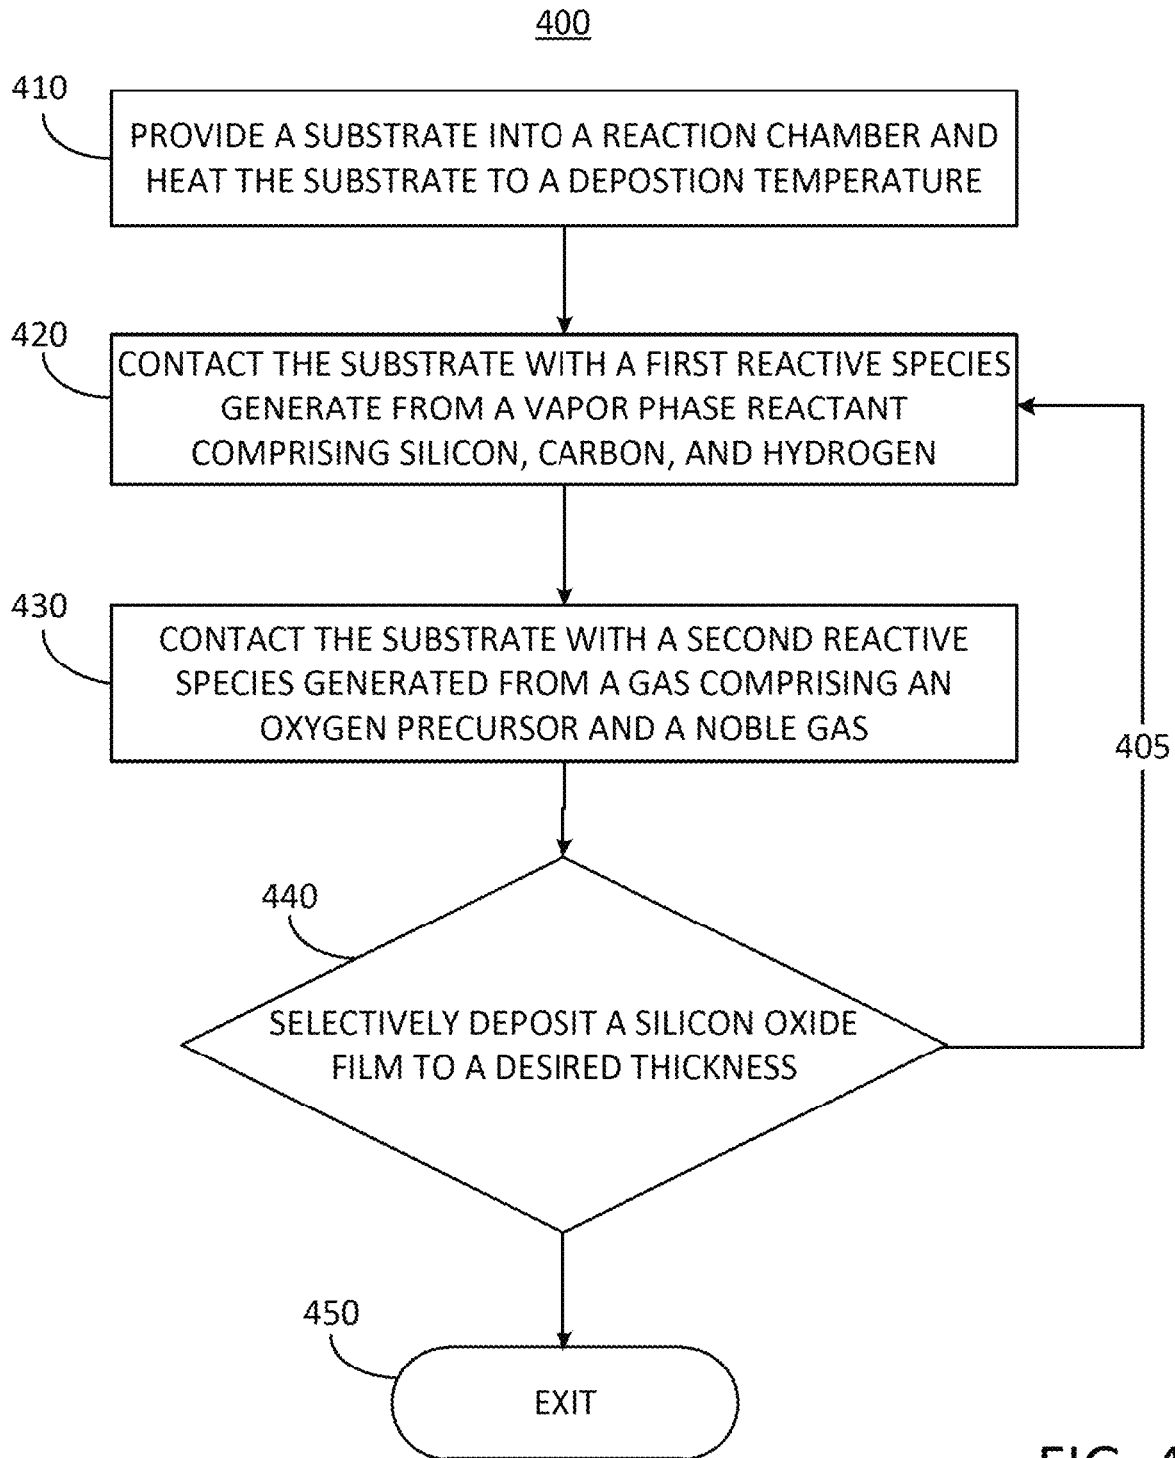 400
410
PROVIDE A SUBSTRATE INTO A REACTION CHAMBER AND
HEAT THE SUBSTRATE TO A DEPOSTION TEMPERATURE
420
CONTACT THE SUBSTRATE WITH A FIRST REACTIVE SPECIES
GENERATE FROM A VAPOR PHASE REACTANT
COMPRISING SILICON, CARBON, AND HYDROGEN
430
CONTACT THE SUBSTRATE WITH A SECOND REACTIVE
SPECIES GENERATED FROM A GAS COMPRISING AN
OXYGEN PRECURSOR AND A NOBLE GAS
405
440
SELECTIVELY DEPOSIT A SILICON OXIDE
FILM TO A DESIRED THICKNESS
450
EXIT
FIG. 4